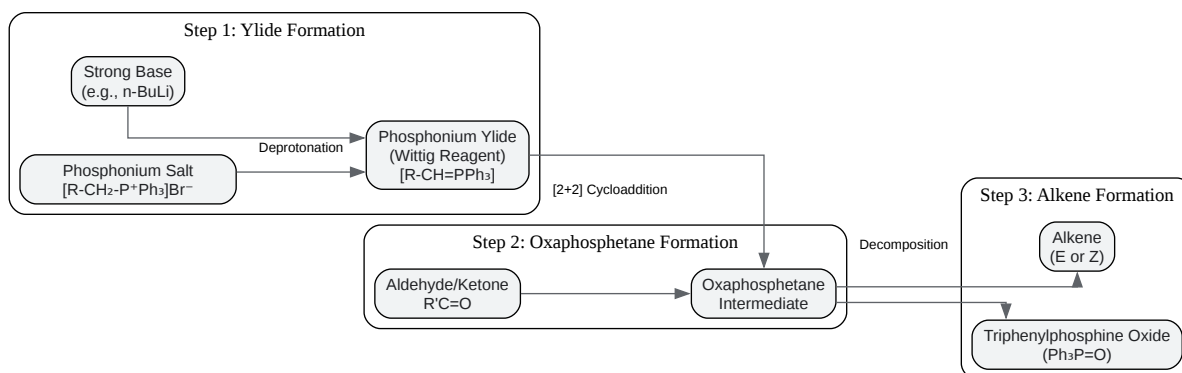 Step 1: Ylide Formation
Strong Base
(e.g., n-BuLi)
Deprotonation
Phosphonium Salt
[R-CH₂-P⁺Ph₃]Br⁻
Phosphonium Ylide
(Wittig Reagent)
[R-CH=PPh₃]
[2+2] Cycloaddition
Step 2: Oxaphosphetane Formation
Aldehyde/Ketone
R'C=O
Oxaphosphetane
Intermediate
Decomposition
Step 3: Alkene Formation
Alkene
(E or Z)
Triphenylphosphine Oxide
(Ph₃P=O)